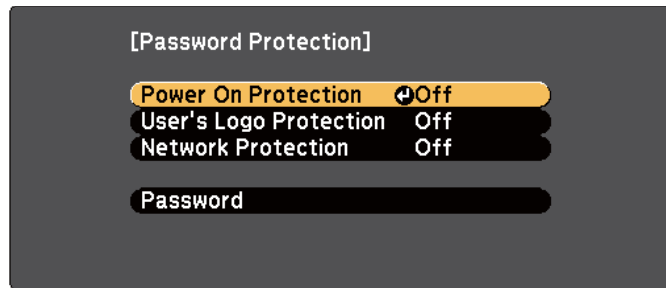 [Password Protection]
Power On Protection Off
User's Logo Protection Off
Network Protection Off
Password